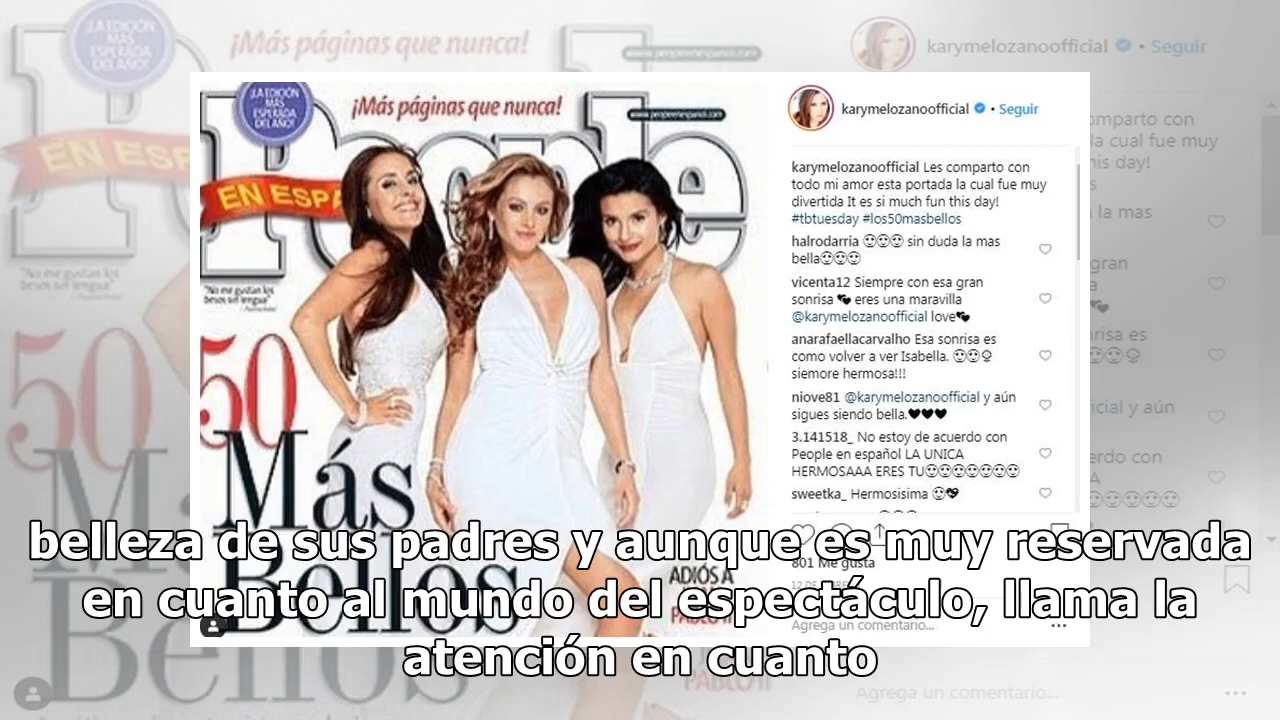 ¡LA EDICIÓN
MÁS
ESPERADA
DEL AÑO!
¡Más páginas que nunca!
www.peopleenespanol.com
People
EN ESPA
"No me gustan los
besos sin lengua"
50
Más
Bellos
ADIÓS A
karymelozanoofficial • Seguir
karymelozanoofficial Les comparto con
todo mi amor esta portada la cual fue muy
divertida It es si much fun this day!
#tbtuesday #los50masbellos
halrodarria ☺☺☺ sin duda la mas
bella☺☺☺
vicenta12 Siempre con esa gran
sonrisa ❤ eres una maravilla
@karymelozanoofficial love❤
anarafaellacarvalho Esa sonrisa es
como volver a ver Isabella. ☺☺
siemore hermosa!!!
niove81 @karymelozanoofficial y aún
sigues siendo bella.♥♥♥
3.141518_ No estoy de acuerdo con
People en español LA UNICA
HERMOSAAA ERES TU☺☺☺☺☺☺☺
sweetka_ Hermosisima ☺
801 Me gusta
Agrega un comentario...
belleza de sus padres y aunque es muy reservada
en cuanto al mundo del espectáculo, llama la
atención en cuanto